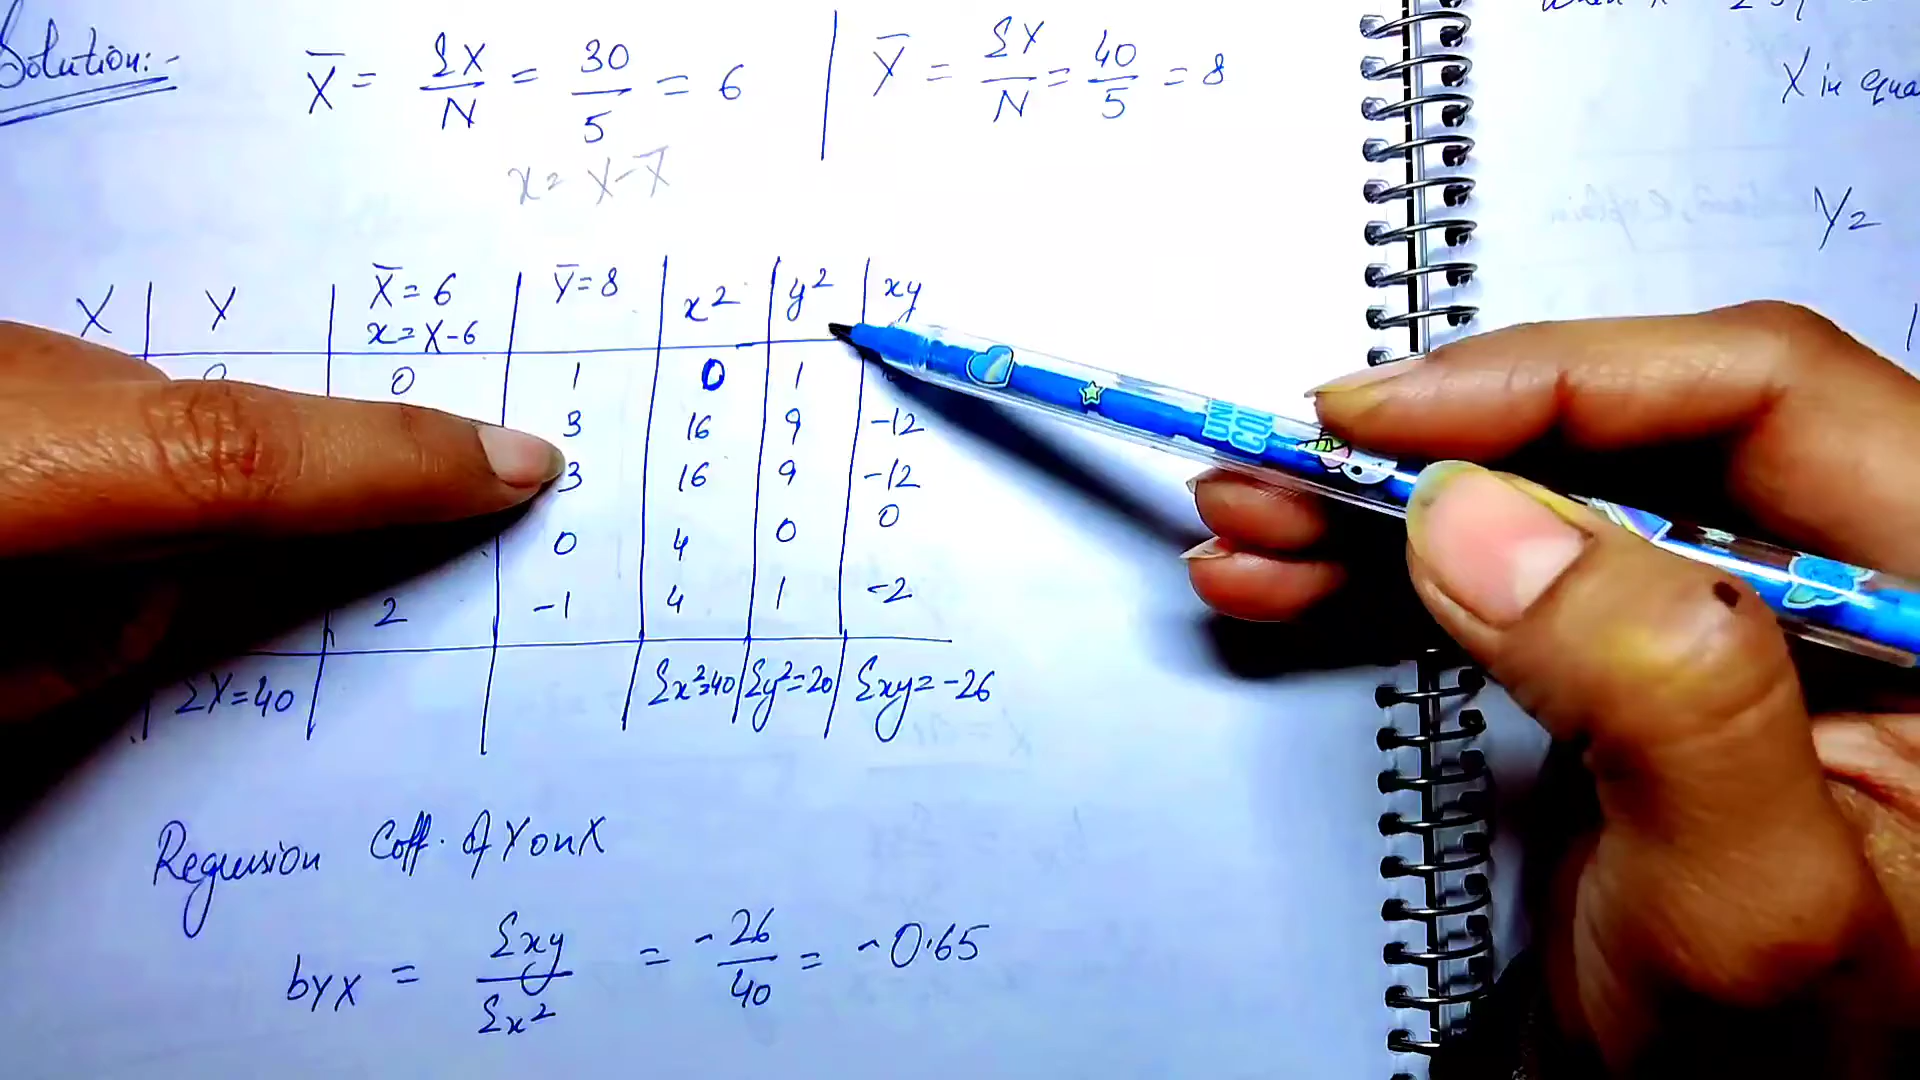 Solution:-
X̄ = ΣX/N = 30/5 = 6 | Ȳ = ΣY/N = 40/5 = 8
x = X-X̄
X | Y | X̄=6 x=X-6 | Ȳ=8 | x² | y² | xy
0 | 1 | 0 | 1
3 | 16 | 9 | -12
3 | 16 | 9 | -12
0 | 4 | 0 | 0
2 | -1 | 4 | 1 | -2
ΣY=40 | Σx²=40 | Σy²=20 | Σxy=-26
Regression Coff. Of Y on X
byx = Σxy/Σx² = -26/40 = -0.65
X in
Y=